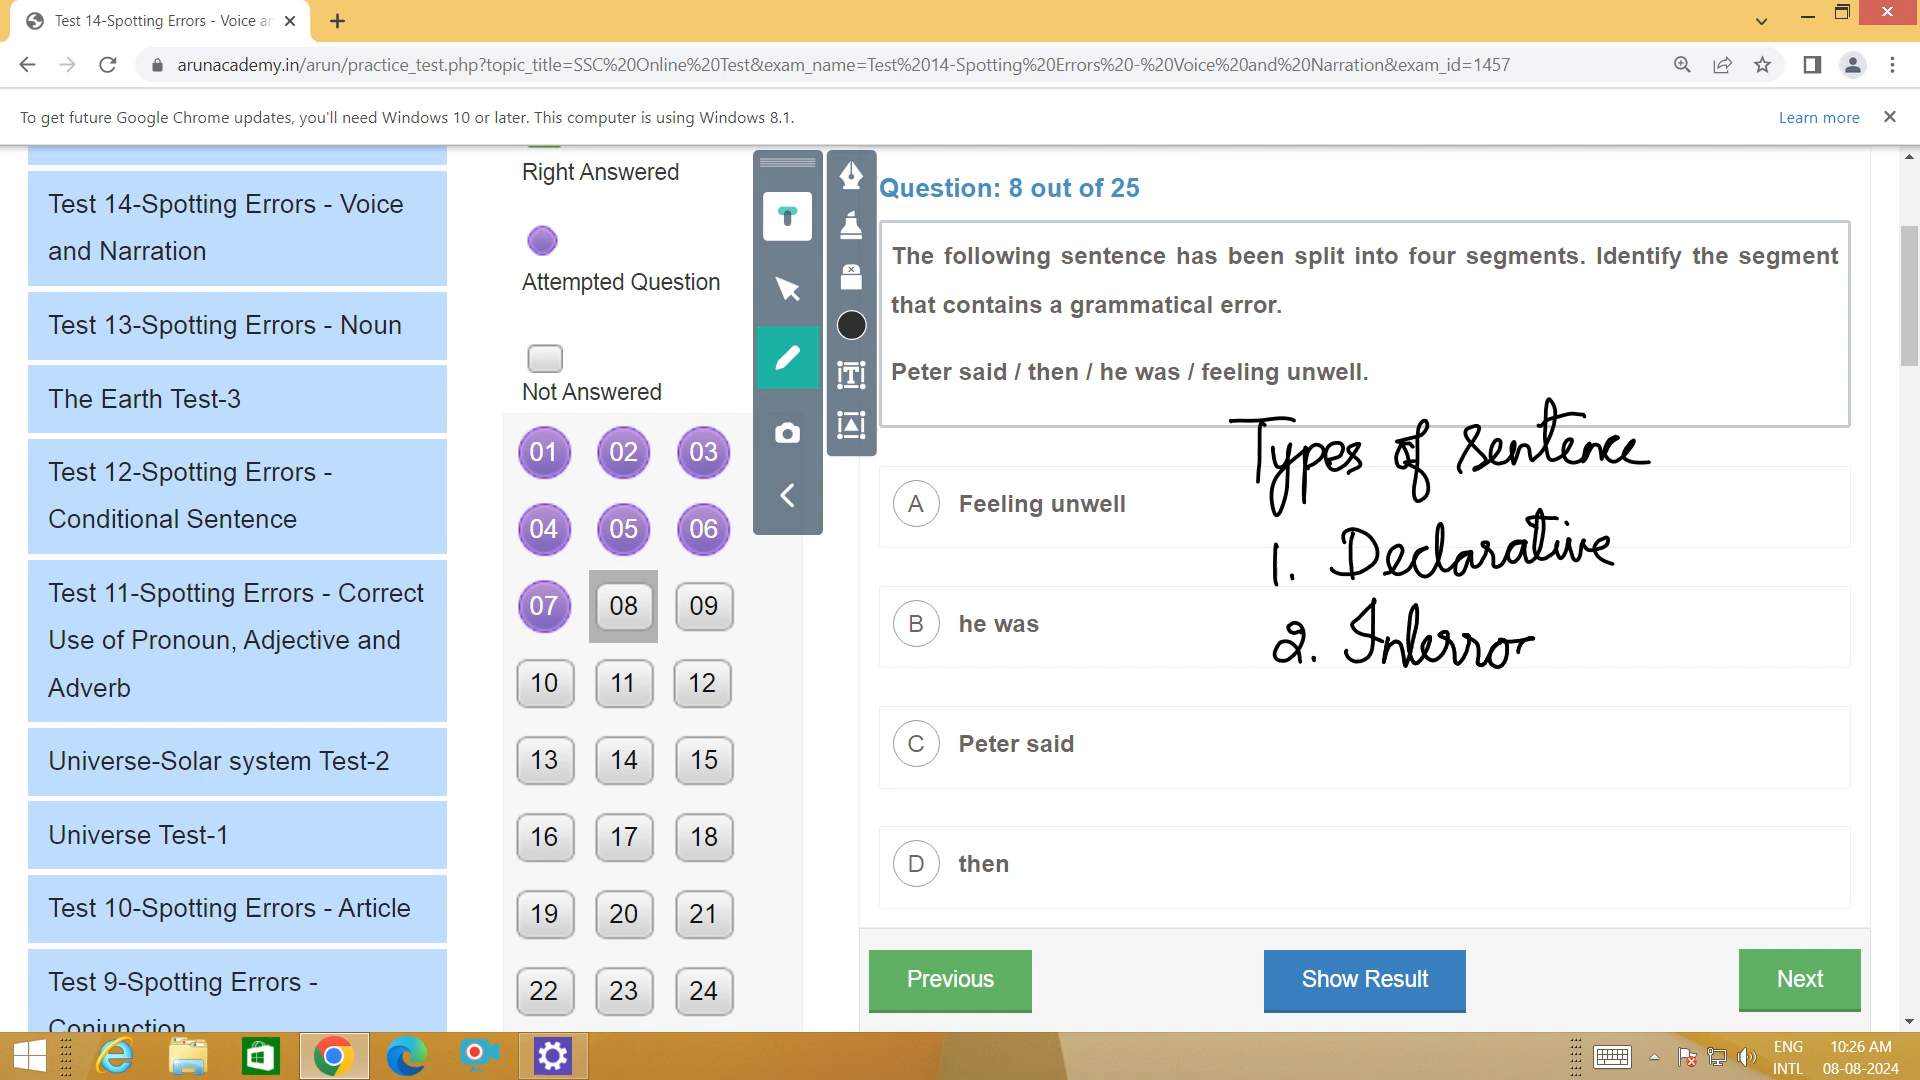 Test 14-Spotting Errors - Voice an
arunacademy.in/arun/practice_test.php?topic_title=SSC%20Online%20Test&exam_name=Test%2014-Spotting%20Errors%20-%20Voice%20and%20Narration&exam_id=1457
To get future Google Chrome updates, you'll need Windows 10 or later. This computer is using Windows 8.1.
Learn more
Test 14-Spotting Errors - Voice
and Narration
Test 13-Spotting Errors - Noun
The Earth Test-3
Test 12-Spotting Errors -
Conditional Sentence
Test 11-Spotting Errors - Correct
Use of Pronoun, Adjective and
Adverb
Universe-Solar system Test-2
Universe Test-1
Test 10-Spotting Errors - Article
Test 9-Spotting Errors -
Conjunction
Right Answered
Attempted Question
Not Answered
01 02 03
04 05 06
07 08 09
10 11 12
13 14 15
16 17 18
19 20 21
22 23 24
Question: 8 out of 25
The following sentence has been split into four segments. Identify the segment
that contains a grammatical error.
Peter said / then / he was / feeling unwell.
Types of sentence
1. Declarative
2. Interro
A Feeling unwell
B he was
C Peter said
D then
Previous
Show Result
Next
ENG
INTL
10:26 AM
08-08-2024